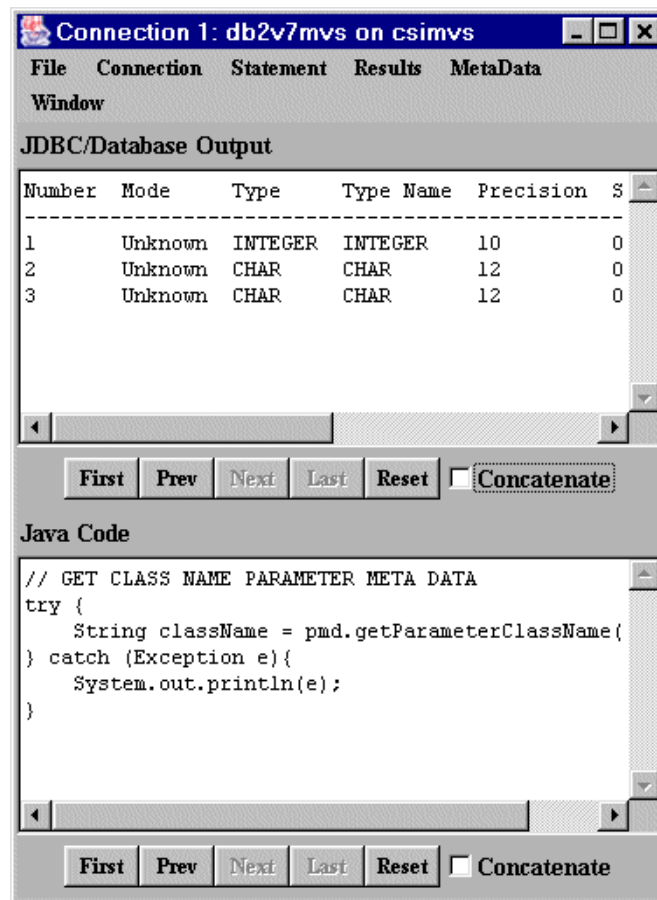 Connection 1: db2v7mvs on csimvs
File Connection Statement Results MetaData
Window
JDBC/Database Output
Number Mode Type Type Name Precision S
--------------------------------------------------
1 Unknown INTEGER INTEGER 10 0
2 Unknown CHAR CHAR 12 0
3 Unknown CHAR CHAR 12 0
First Prev Next Last Reset Concatenate
Java Code
// GET CLASS NAME PARAMETER META DATA
try {
    String className = pmd.getParameterClassName(
} catch (Exception e){
    System.out.println(e);
}
First Prev Next Last Reset Concatenate